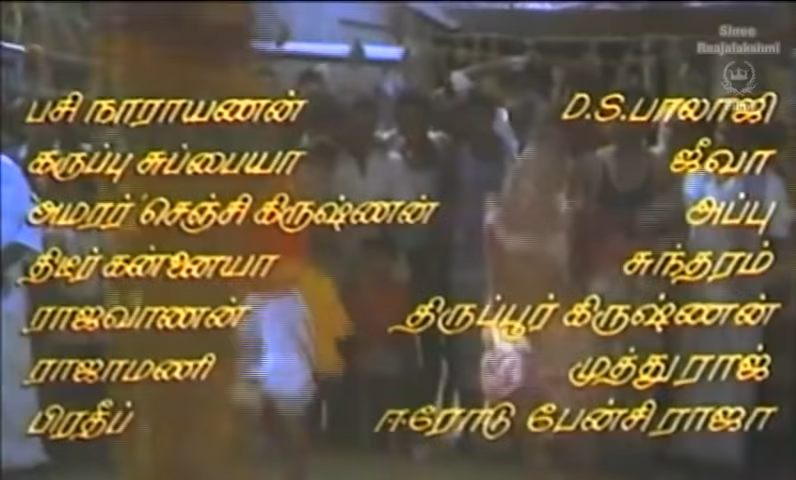 Shree
Raajalakshmi
பசி நாராயணன் D.S.பாலாஜி
கருப்பு சுப்பையா ஜீவா
அமரர் செஞ்சி கிருஷ்ணன் அப்பு
திடீர் கன்னையா சுந்தரம்
ராஜவாணன் திருப்பூர் கிருஷ்ணன்
ராஜாமணி முத்து ராஜ்
பிரதீப் ஈரோடு பேன்சி ராஜா